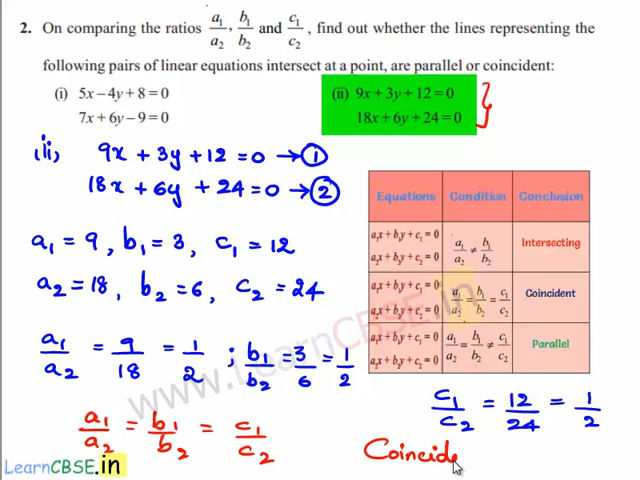 2. On comparing the ratios a₁/a₂, b₁/b₂ and c₁/c₂, find out whether the lines representing the
following pairs of linear equations intersect at a point, are parallel or coincident:
(i) 5x – 4y + 8 = 0 (ii) 9x + 3y + 12 = 0
7x + 6y – 9 = 0 18x + 6y + 24 = 0
ii, 9x + 3y + 12 = 0 → ①
18x + 6y + 24 = 0 → ②
a₁ = 9, b₁ = 3, c₁ = 12
a₂ = 18, b₂ = 6, c₂ = 24
a₁/a₂ = 9/18 = 1/2 ; b₁/b₂ = 3/6 = 1/2
c₁/c₂ = 12/24 = 1/2
a₁/a₂ = b₁/b₂ = c₁/c₂
Coincide
Equations Condition Conclusion
a₁x + b₁y + c₁ = 0
a₂x + b₂y + c₂ = 0
a₁/a₂ ≠ b₁/b₂ Intersecting
a₁x + b₁y + c₁ = 0
a₂x + b₂y + c₂ = 0
a₁/a₂ = b₁/b₂ = c₁/c₂ Coincident
a₁x + b₁y + c₁ = 0
a₂x + b₂y + c₂ = 0
a₁/a₂ = b₁/b₂ ≠ c₁/c₂ Parallel
www.LearnCBSE.in
LearnCBSE.in